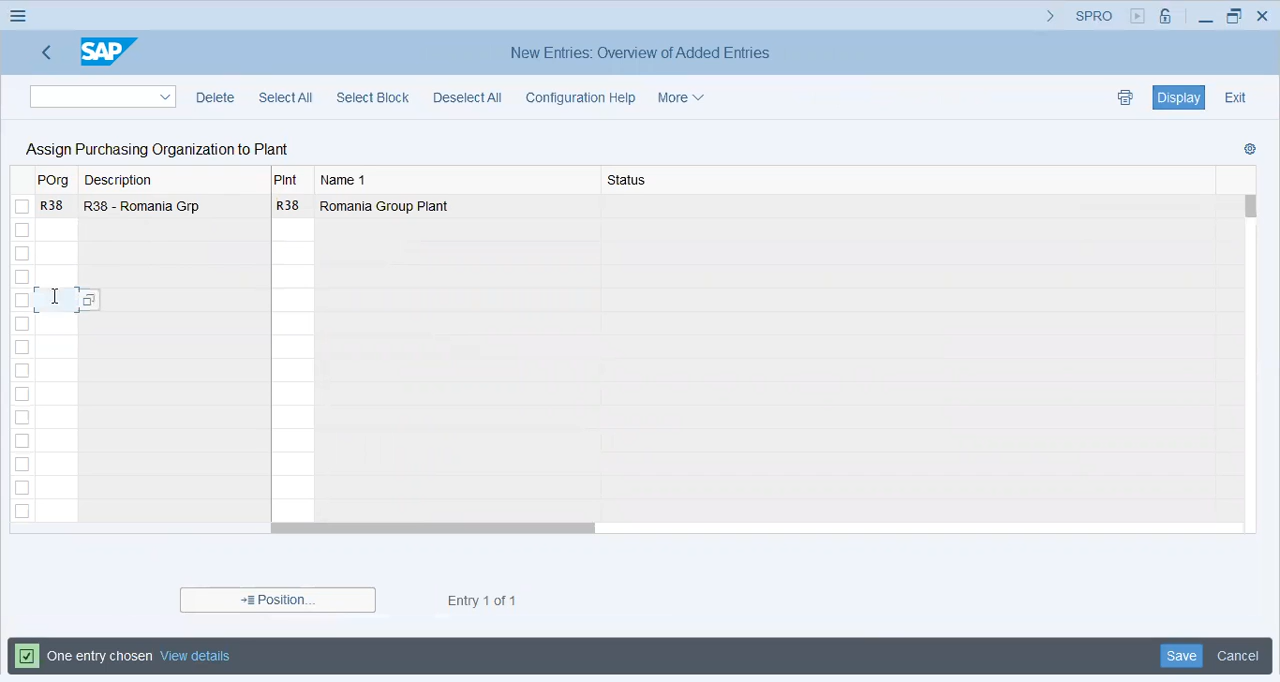 SPRO
SAP
New Entries: Overview of Added Entries
Delete
Select All
Select Block
Deselect All
Configuration Help
More
Display
Exit
Assign Purchasing Organization to Plant
POrg Description Plnt Name 1 Status
R38 R38 - Romania Grp R38 Romania Group Plant
Position...
Entry 1 of 1
One entry chosen View details
Save
Cancel